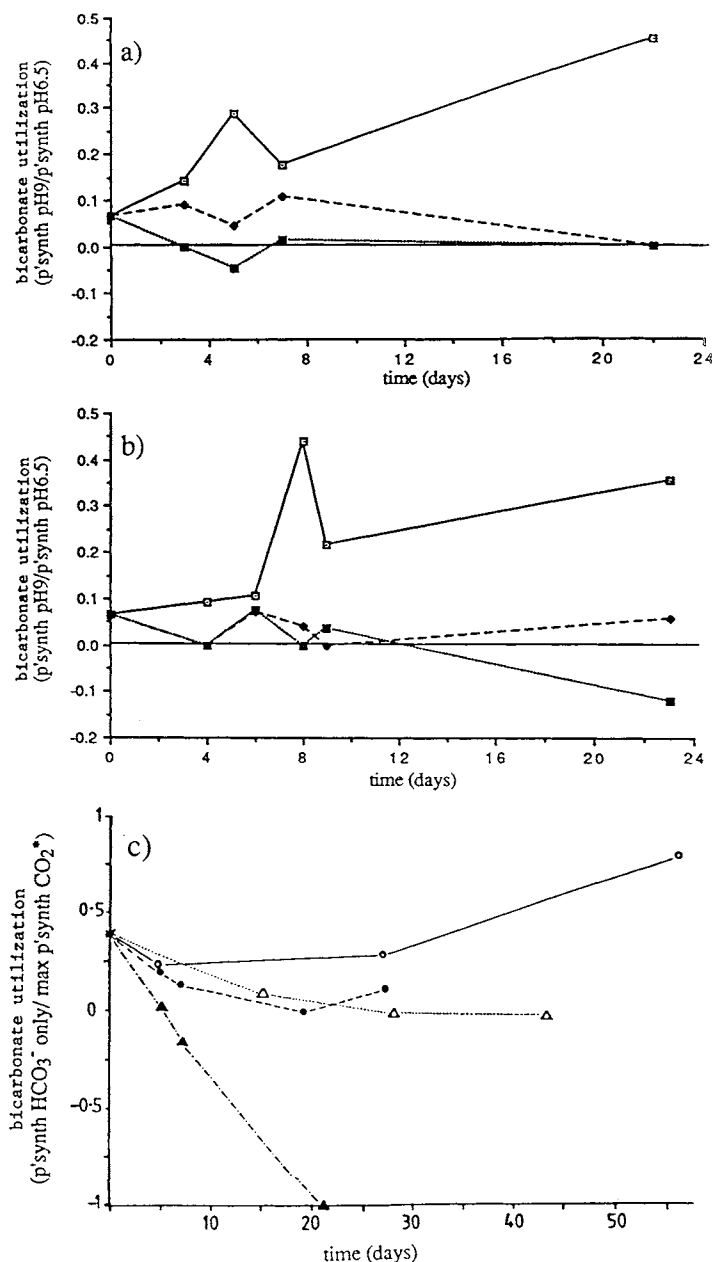 a)
bicarbonate utilization
(p'synth pH9/p'synth pH6.5)
0.5
0.4
0.3
0.2
0.1
0.0
-0.1
-0.2
0 4 8 12 16 20 24
time (days)
b)
bicarbonate utilization
(p'synth pH9/p'synth pH6.5)
0.5
0.4
0.3
0.2
0.1
0.0
-0.1
-0.2
0 4 8 12 16 20 24
time (days)
c)
bicarbonate utilization
(p'synth HCO₃⁻ only/ max p'synth CO₂*)
1
0·5
0
-0·5
-1
10 20 30 40 50
time (days)